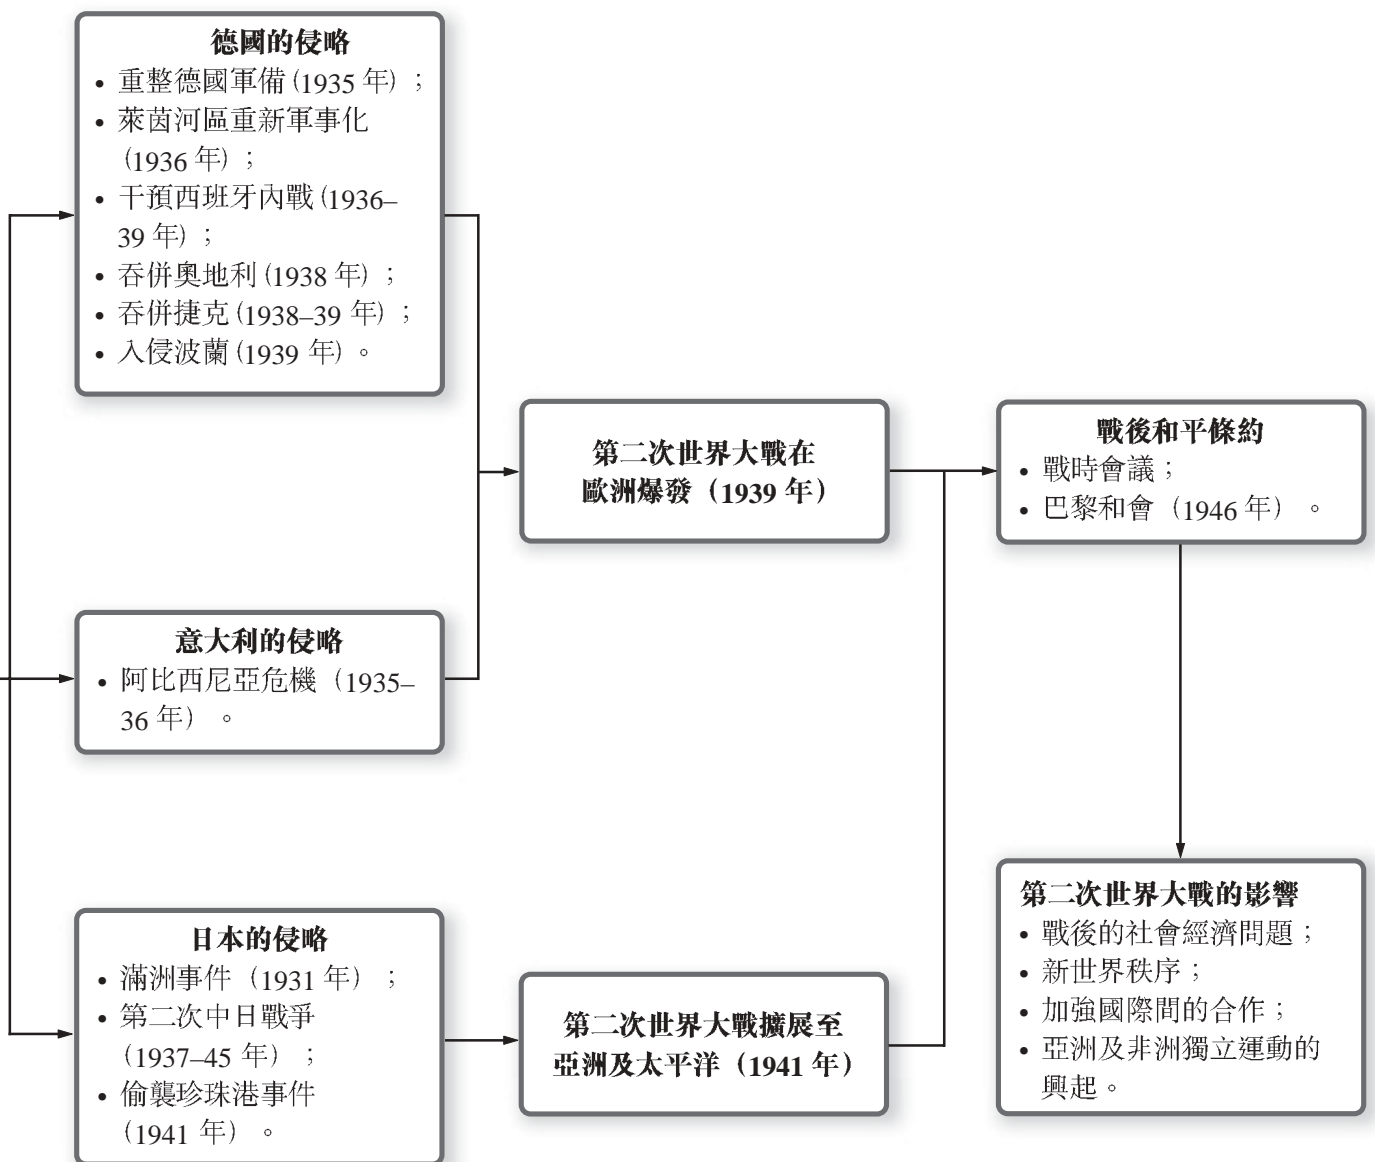 德國的侵略
• 重整德國軍備(1935 年)；
• 萊茵河區重新軍事化
(1936 年)；
• 干預西班牙內戰(1936–
39 年)；
• 吞併奧地利(1938 年)；
• 吞併捷克(1938–39 年)；
• 入侵波蘭(1939 年)。
意大利的侵略
• 阿比西尼亞危機（1935–
36 年）。
日本的侵略
• 滿洲事件（1931 年）；
• 第二次中日戰爭
（1937–45 年）；
• 偷襲珍珠港事件
（1941 年）。
第二次世界大戰在
歐洲爆發（1939 年）
第二次世界大戰擴展至
亞洲及太平洋（1941 年）
戰後和平條約
• 戰時會議；
• 巴黎和會（1946 年）。
第二次世界大戰的影響
• 戰後的社會經濟問題；
• 新世界秩序；
• 加強國際間的合作；
• 亞洲及非洲獨立運動的
興起。